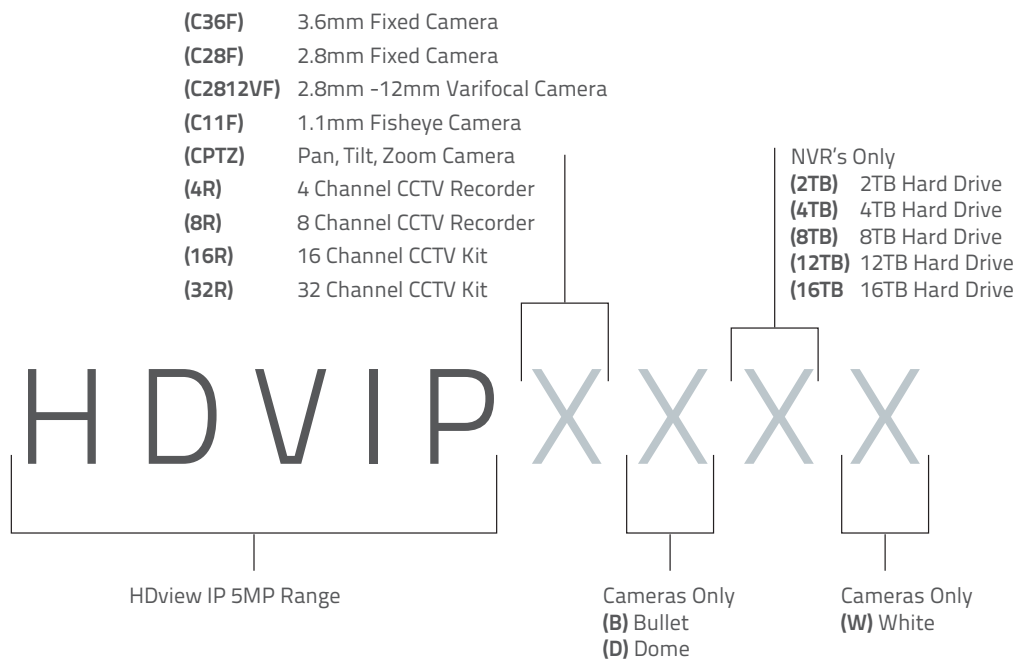 (C36F) 3.6mm Fixed Camera
(C28F) 2.8mm Fixed Camera
(C2812VF) 2.8mm -12mm Varifocal Camera
(C11F) 1.1mm Fisheye Camera
(CPTZ) Pan, Tilt, Zoom Camera
(4R) 4 Channel CCTV Recorder
(8R) 8 Channel CCTV Recorder
(16R) 16 Channel CCTV Kit
(32R) 32 Channel CCTV Kit
NVR's Only
(2TB) 2TB Hard Drive
(4TB) 4TB Hard Drive
(8TB) 8TB Hard Drive
(12TB) 12TB Hard Drive
(16TB 16TB Hard Drive
HDVIPXXXX
HDview IP 5MP Range
Cameras Only
(B) Bullet
(D) Dome
Cameras Only
(W) White